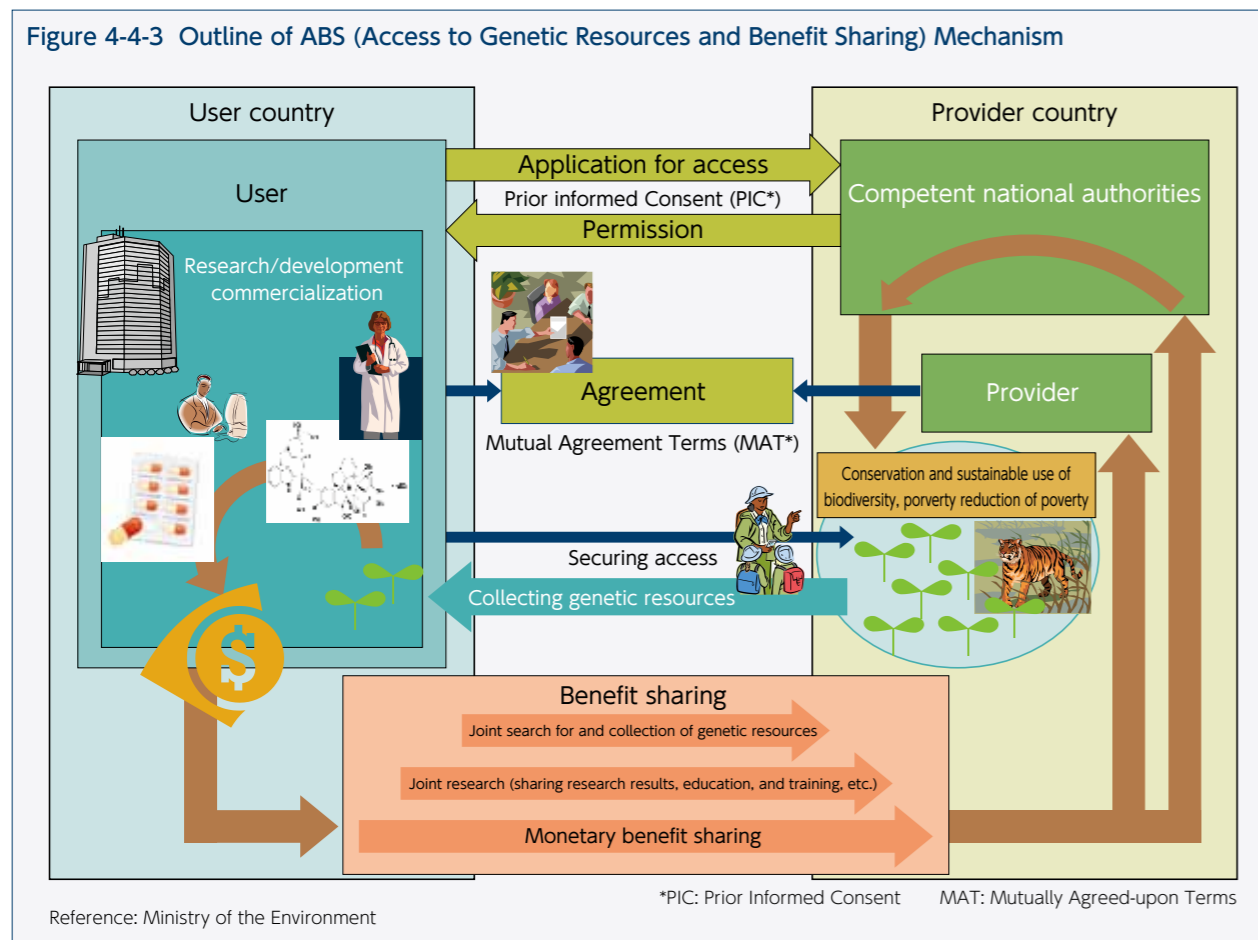 Figure 4-4-3 Outline of ABS (Access to Genetic Resources and Benefit Sharing) Mechanism
User country
Provider country
User
Research/development
commercialization
Application for access
Prior informed Consent (PIC*)
Permission
Competent national authorities
Agreement
Mutual Agreement Terms (MAT*)
Provider
Conservation and sustainable use of
biodiversity, porverty reduction of poverty
Securing access
Collecting genetic resources
$
Benefit sharing
Joint search for and collection of genetic resources
Joint research (sharing research results, education, and training, etc.)
Monetary benefit sharing
*PIC: Prior Informed Consent MAT: Mutually Agreed-upon Terms
Reference: Ministry of the Environment